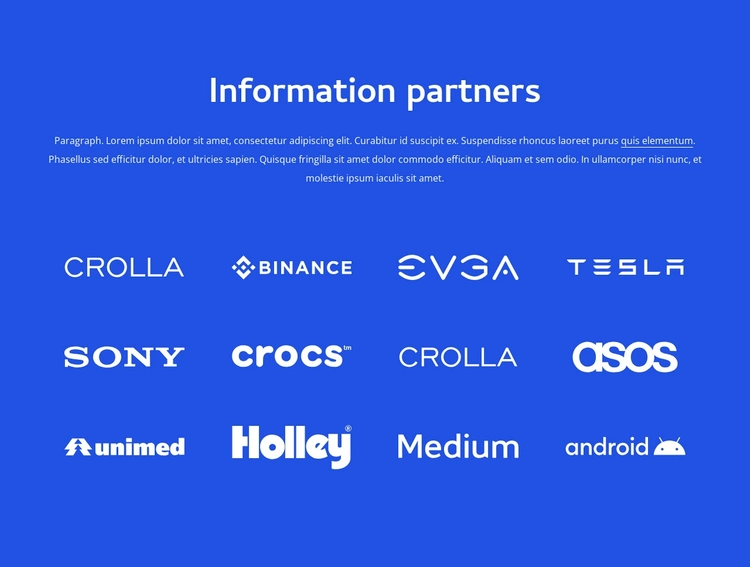 Information partners
Paragraph. Lorem ipsum dolor sit amet, consectetur adipiscing elit. Curabitur id suscipit ex. Suspendisse rhoncus laoreet purus quis elementum.
Phasellus sed efficitur dolor, et ultricies sapien. Quisque fringilla sit amet dolor commodo efficitur. Aliquam et sem odio. In ullamcorper nisi nunc, et
molestie ipsum iaculis sit amet.
CROLLA BINANCE EVGA TESLA
SONY crocs™ CROLLA asos
unimed Holley® Medium android